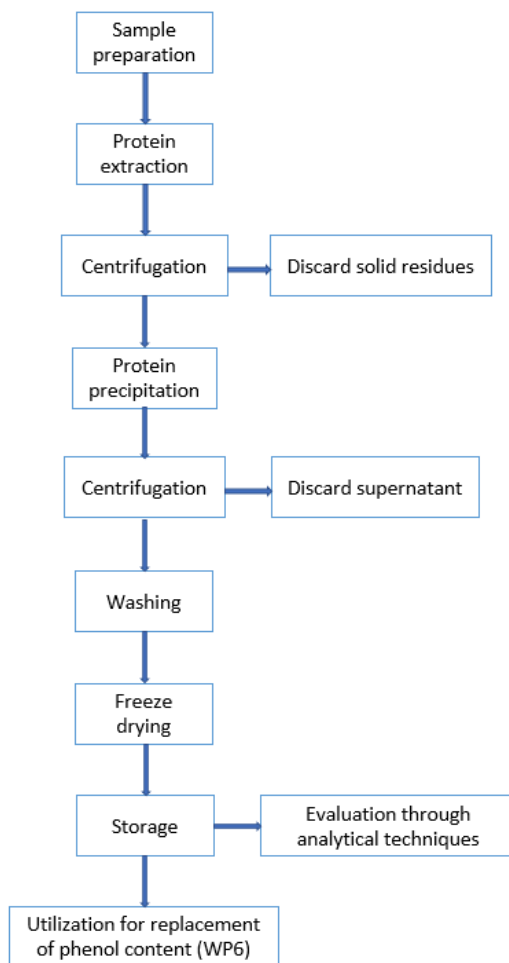 Sample
preparation
Protein
extraction
Centrifugation
Discard solid residues
Protein
precipitation
Centrifugation
Discard supernatant
Washing
Freeze
drying
Storage
Evaluation through
analytical techniques
Utilization for replacement
of phenol content (WP6)